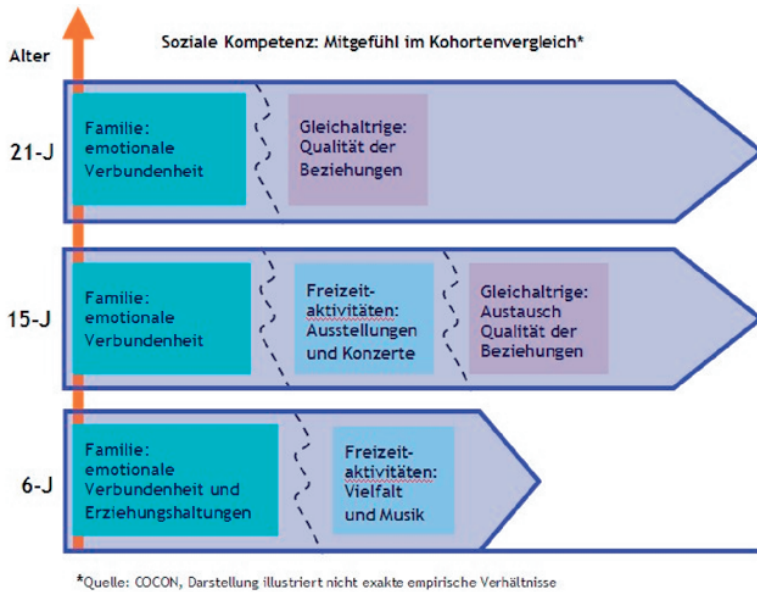 Soziale Kompetenz: Mitgefühl im Kohortenvergleich*
Alter
21-J
Familie:
emotionale
Verbundenheit
Gleichaltrige:
Qualität der
Beziehungen
15-J
Familie:
emotionale
Verbundenheit
Freizeit-
aktivitäten:
Ausstellungen
und Konzerte
Gleichaltrige:
Austausch
Qualität der
Beziehungen
6-J
Familie:
emotionale
Verbundenheit und
Erziehungshaltungen
Freizeit-
aktivitäten:
Vielfalt
und Musik
*Quelle: COCON, Darstellung illustriert nicht exakte empirische Verhältnisse